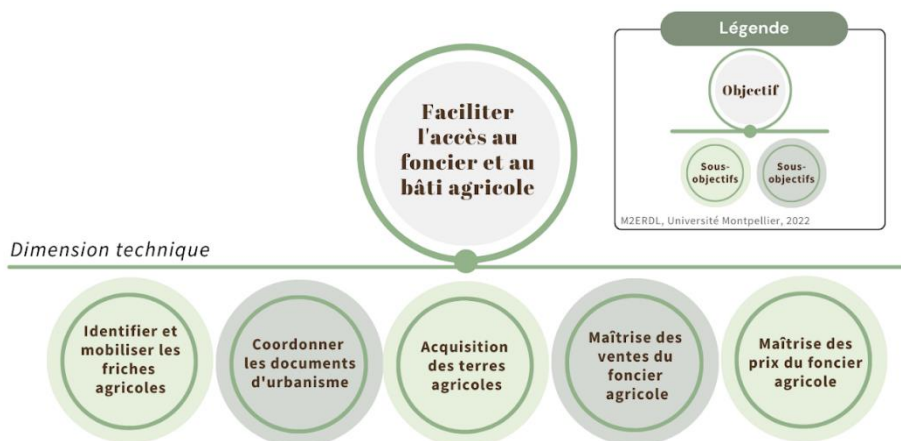 Légende
Objectif
Sous-
objectifs
Sous-
objectifs
M2ERDL, Université Montpellier, 2022
Faciliter
l'accès au
foncier et au
bâti agricole
Dimension technique
Identifier et
mobiliser les
friches
agricoles
Coordonner
les documents
d'urbanisme
Acquisition
des terres
agricoles
Maîtrise des
ventes du
foncier
agricole
Maîtrise des
prix du foncier
agricole